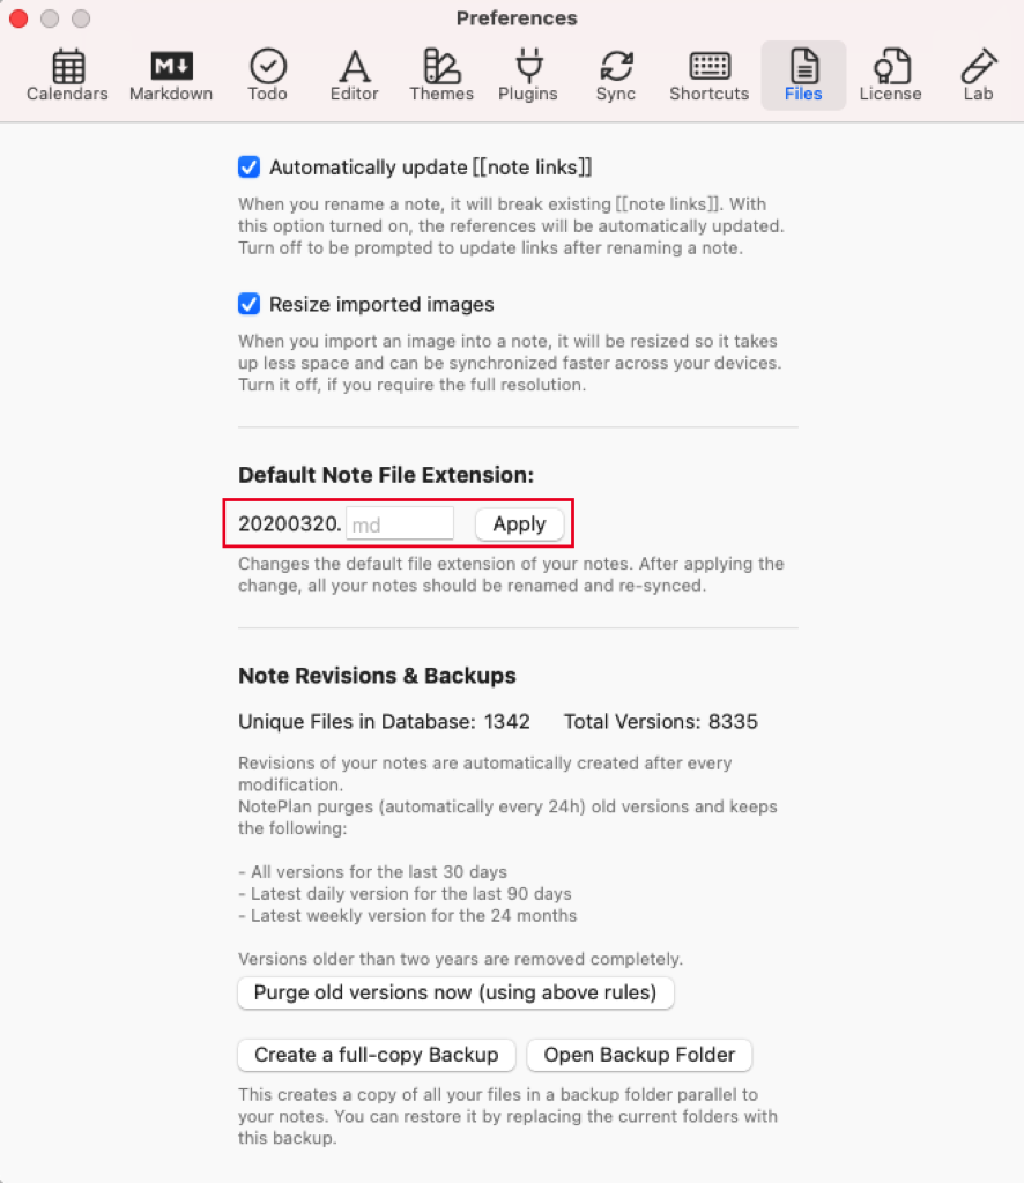 Preferences
Calendars
Markdown
Todo
Editor
Themes
Plugins
Sync
Shortcuts
Files
License
Lab
Automatically update [[note links]]
When you rename a note, it will break existing [[note links]]. With
this option turned on, the references will be automatically updated.
Turn off to be prompted to update links after renaming a note.
Resize imported images
When you import an image into a note, it will be resized so it takes
up less space and can be synchronized faster across your devices.
Turn it off, if you require the full resolution.
Default Note File Extension:
20200320. md Apply
Changes the default file extension of your notes. After applying the
change, all your notes should be renamed and re-synced.
Note Revisions & Backups
Unique Files in Database: 1342 Total Versions: 8335
Revisions of your notes are automatically created after every
modification.
NotePlan purges (automatically every 24h) old versions and keeps
the following:
- All versions for the last 30 days
- Latest daily version for the last 90 days
- Latest weekly version for the 24 months
Versions older than two years are removed completely.
Purge old versions now (using above rules)
Create a full-copy Backup Open Backup Folder
This creates a copy of all your files in a backup folder parallel to
your notes. You can restore it by replacing the current folders with
this backup.